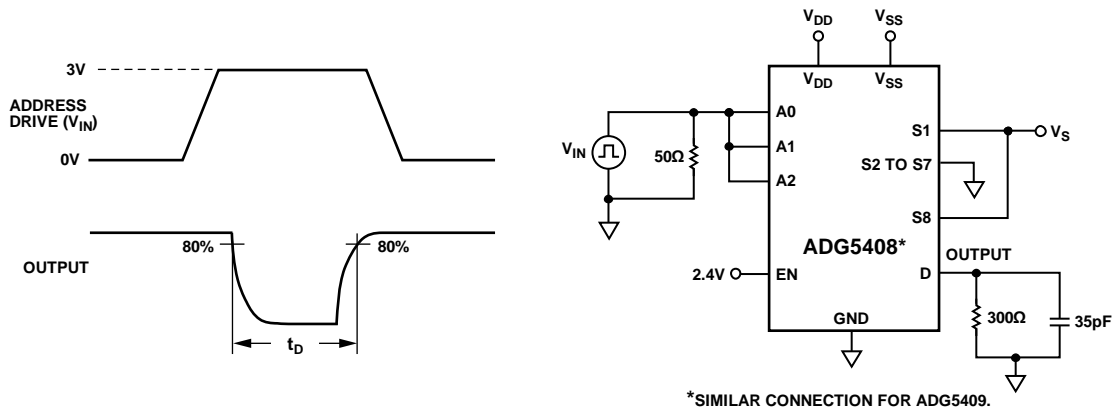 3V
ADDRESS
DRIVE (VIN)
0V
80%
80%
OUTPUT
tD
VDD
VSS
VDD
VSS
A0
A1
A2
VIN
50Ω
S1
VS
S2 TO S7
S8
ADG5408*
OUTPUT
2.4V
EN
D
GND
300Ω
35pF
*SIMILAR CONNECTION FOR ADG5409.